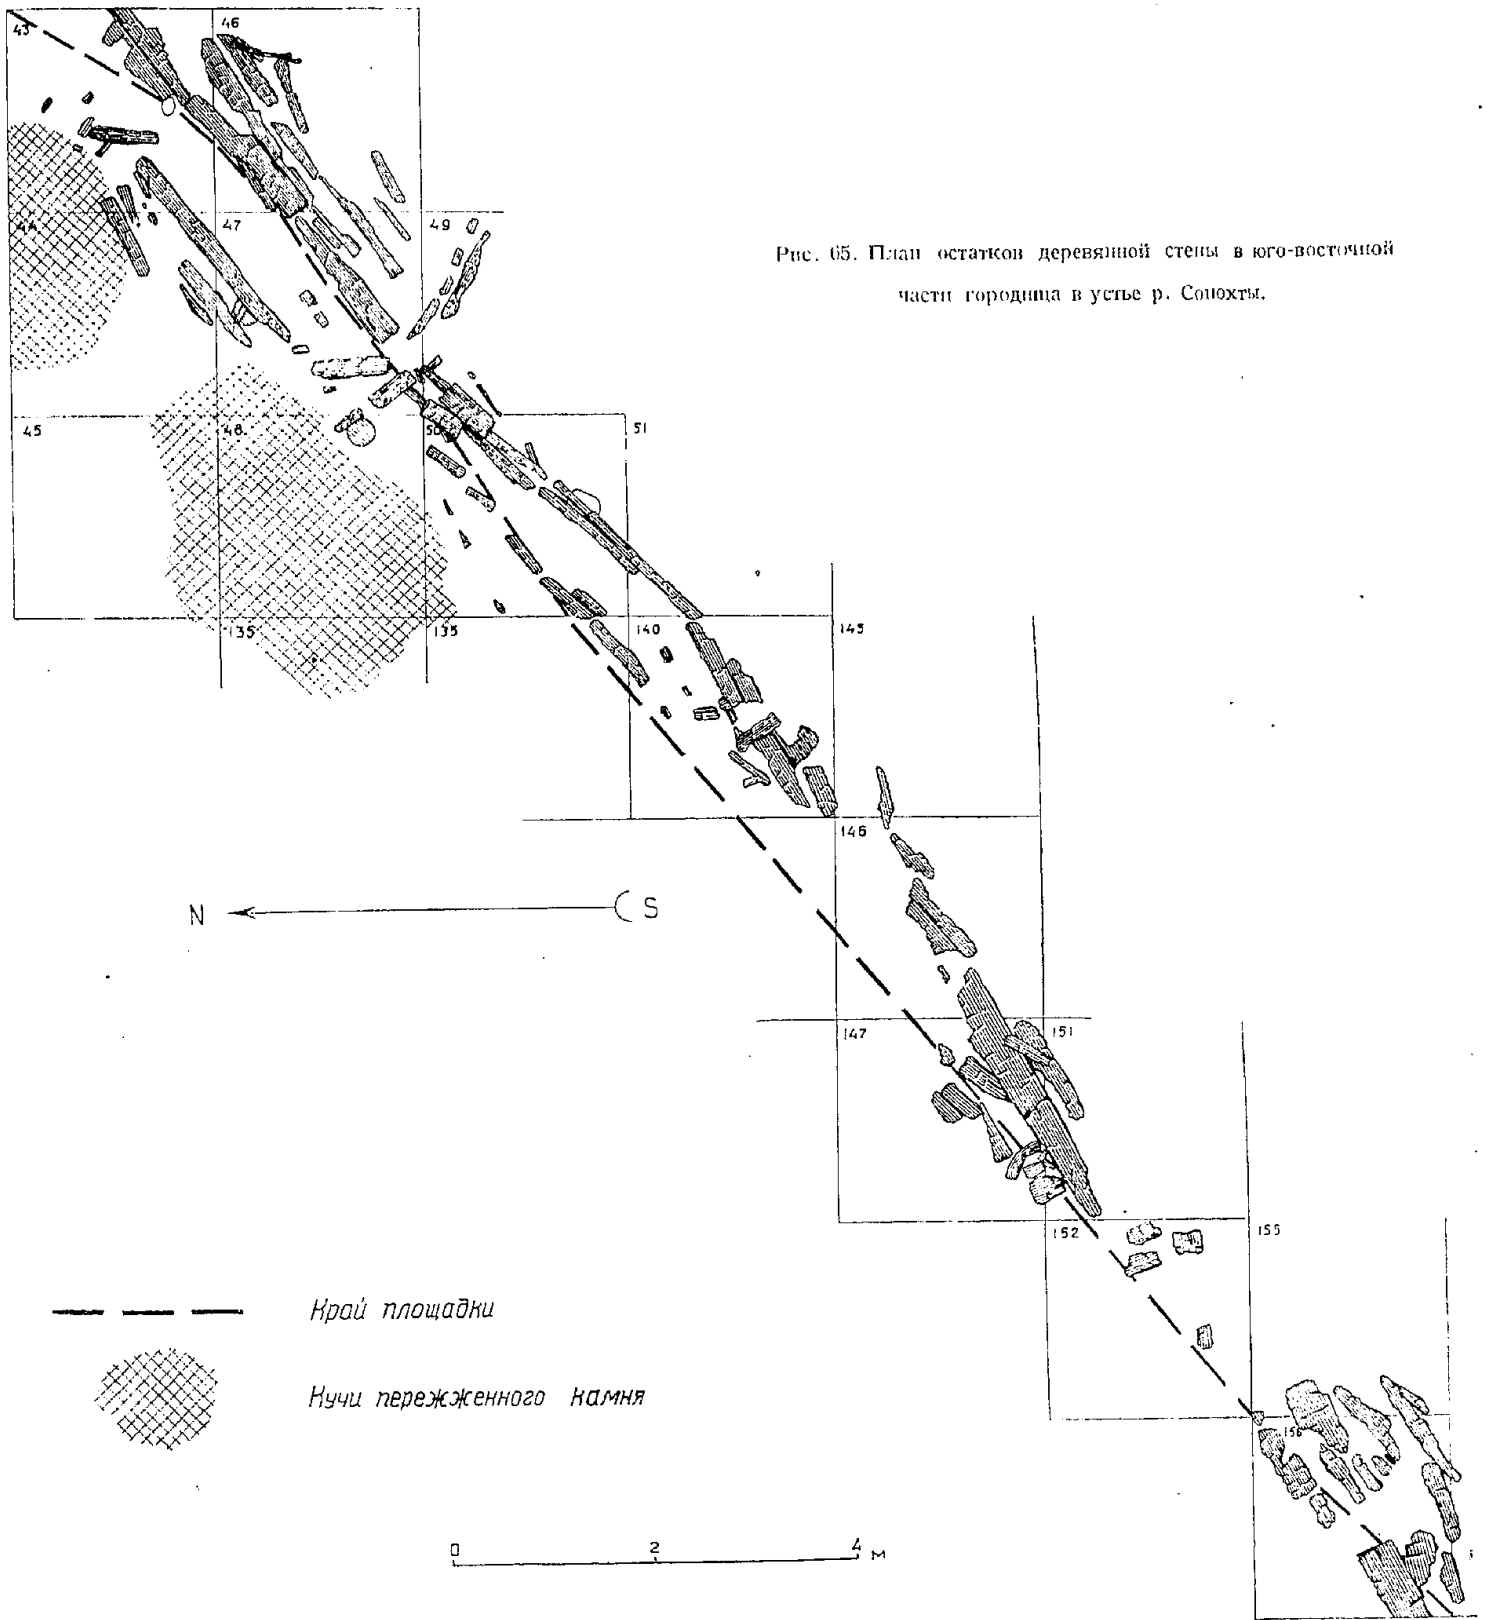 43
46
44
47
49
Рис. 65. План остатков деревянной стены в юго-восточной
части городища в устье р. Сонохты.
45
48
50
51
135
135
140
145
146
N
S
147
151
152
155
Край площадки
Кучи пережженного камня
156
0 2 4 м